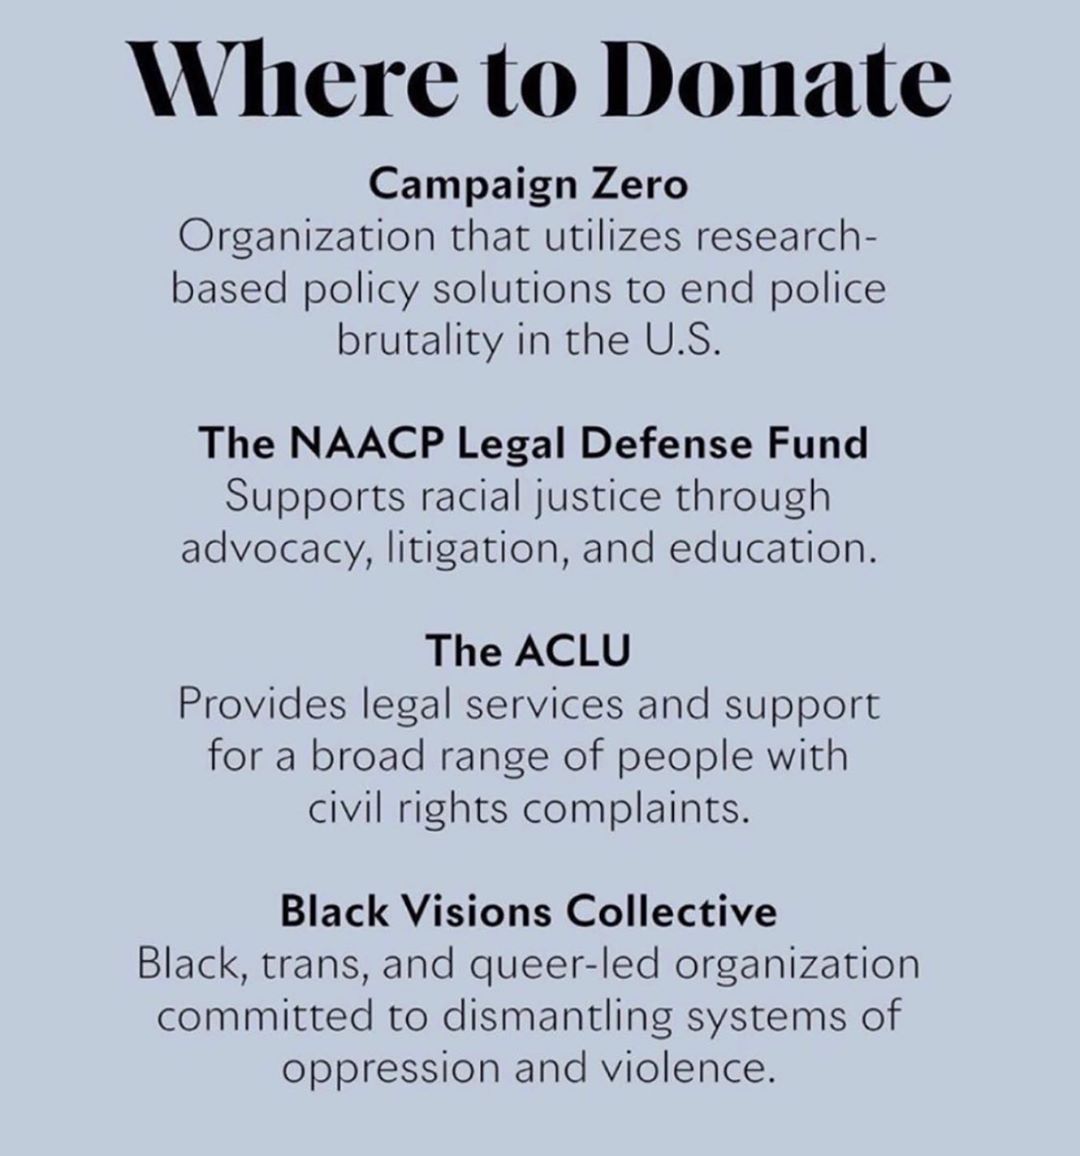 Where to Donate
Campaign Zero
Organization that utilizes research-
based policy solutions to end police
brutality in the U.S.
The NAACP Legal Defense Fund
Supports racial justice through
advocacy, litigation, and education.
The ACLU
Provides legal services and support
for a broad range of people with
civil rights complaints.
Black Visions Collective
Black, trans, and queer-led organization
committed to dismantling systems of
oppression and violence.